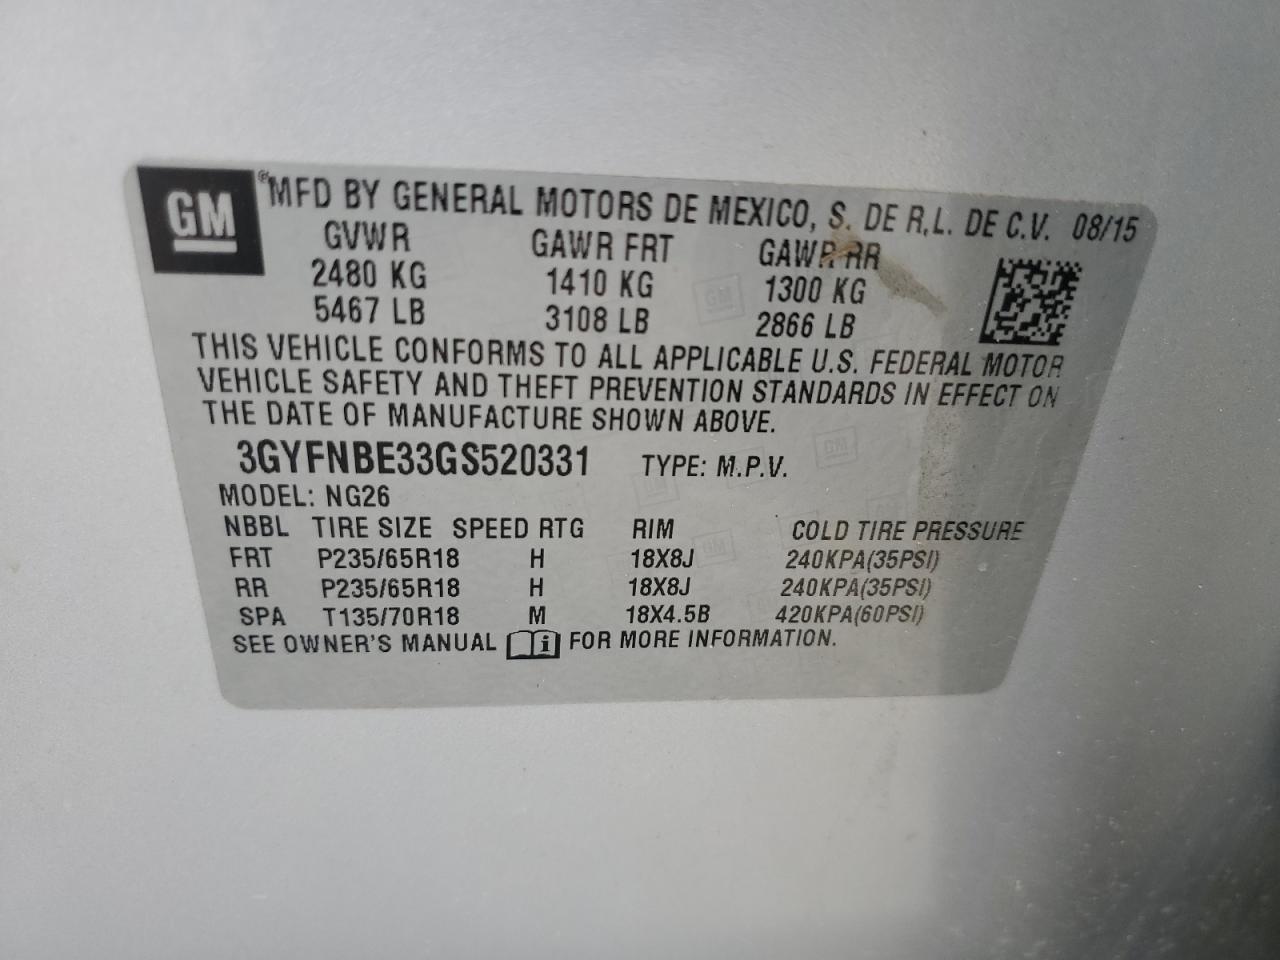 GM ® MFD BY GENERAL MOTORS DE MEXICO, S. DE R.L. DE C.V. 08/15
GVWR GAWR FRT GAWR RR
2480 KG 1410 KG 1300 KG
5467 LB 3108 LB 2866 LB
THIS VEHICLE CONFORMS TO ALL APPLICABLE U.S. FEDERAL MOTOR
VEHICLE SAFETY AND THEFT PREVENTION STANDARDS IN EFFECT ON
THE DATE OF MANUFACTURE SHOWN ABOVE.
3GYFNBE33GS520331 TYPE: M.P.V.
MODEL: NG26
NBBL TIRE SIZE SPEED RTG RIM COLD TIRE PRESSURE
FRT P235/65R18 H 18X8J 240KPA(35PSI)
RR P235/65R18 H 18X8J 240KPA(35PSI)
SPA T135/70R18 M 18X4.5B 420KPA(60PSI)
SEE OWNER'S MANUAL i FOR MORE INFORMATION.